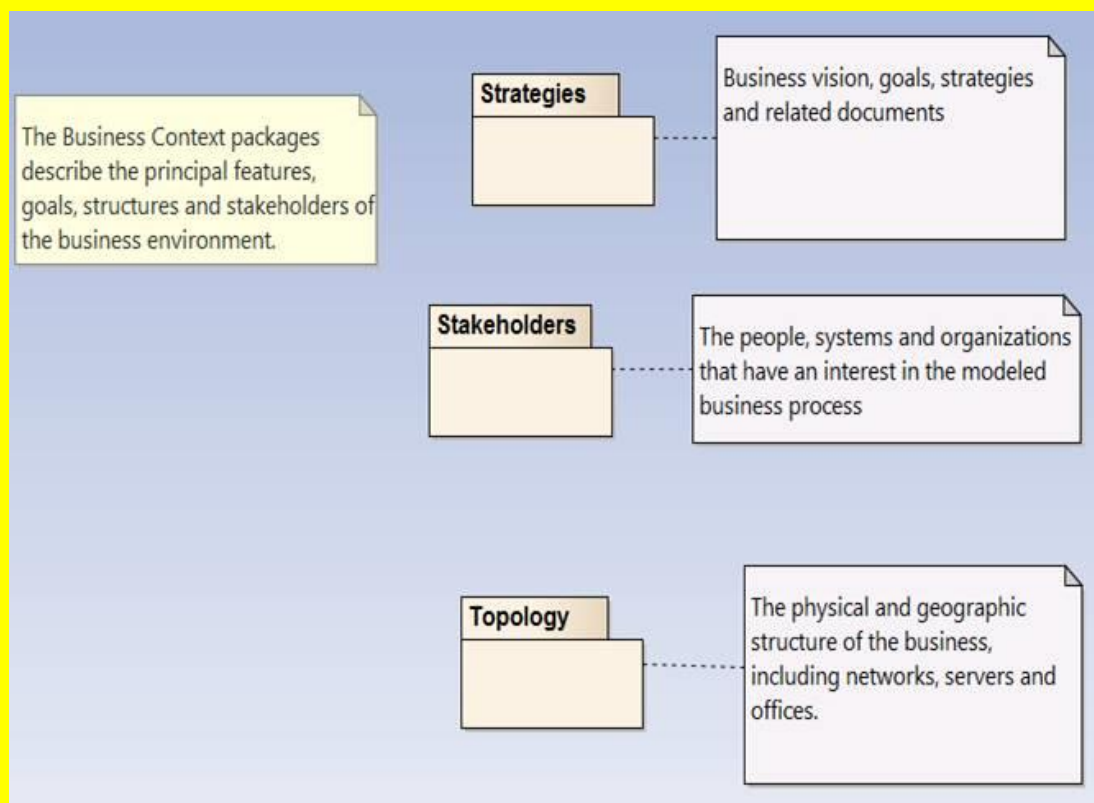 The Business Context packages
describe the principal features,
goals, structures and stakeholders of
the business environment.
Strategies
Business vision, goals, strategies
and related documents
Stakeholders
The people, systems and organizations
that have an interest in the modeled
business process
Topology
The physical and geographic
structure of the business,
including networks, servers and
offices.